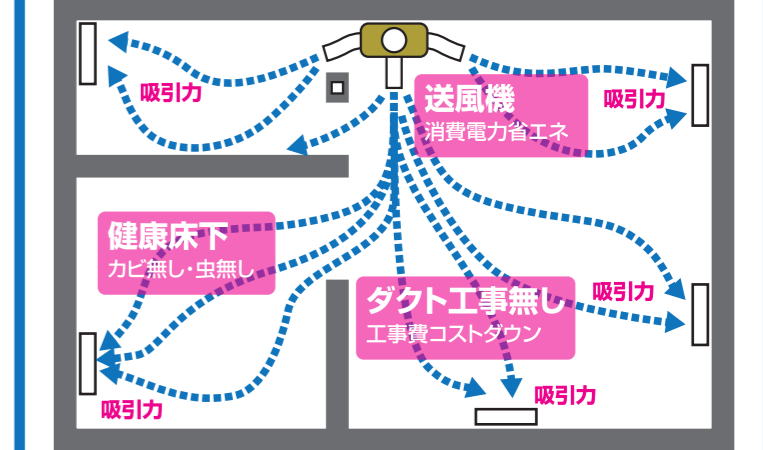 吸引力
送風機
消費電力省エネ
吸引力
健康床下
カビ無し・虫無し
ダクト工事無し
工事費コストダウン
吸引力
吸引力
吸引力